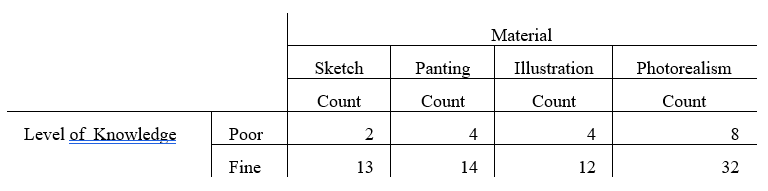 Material
Sketch Panting Illustration Photorealism
Count Count Count Count
Level of Knowledge Poor 2 4 4 8
Fine 13 14 12 32